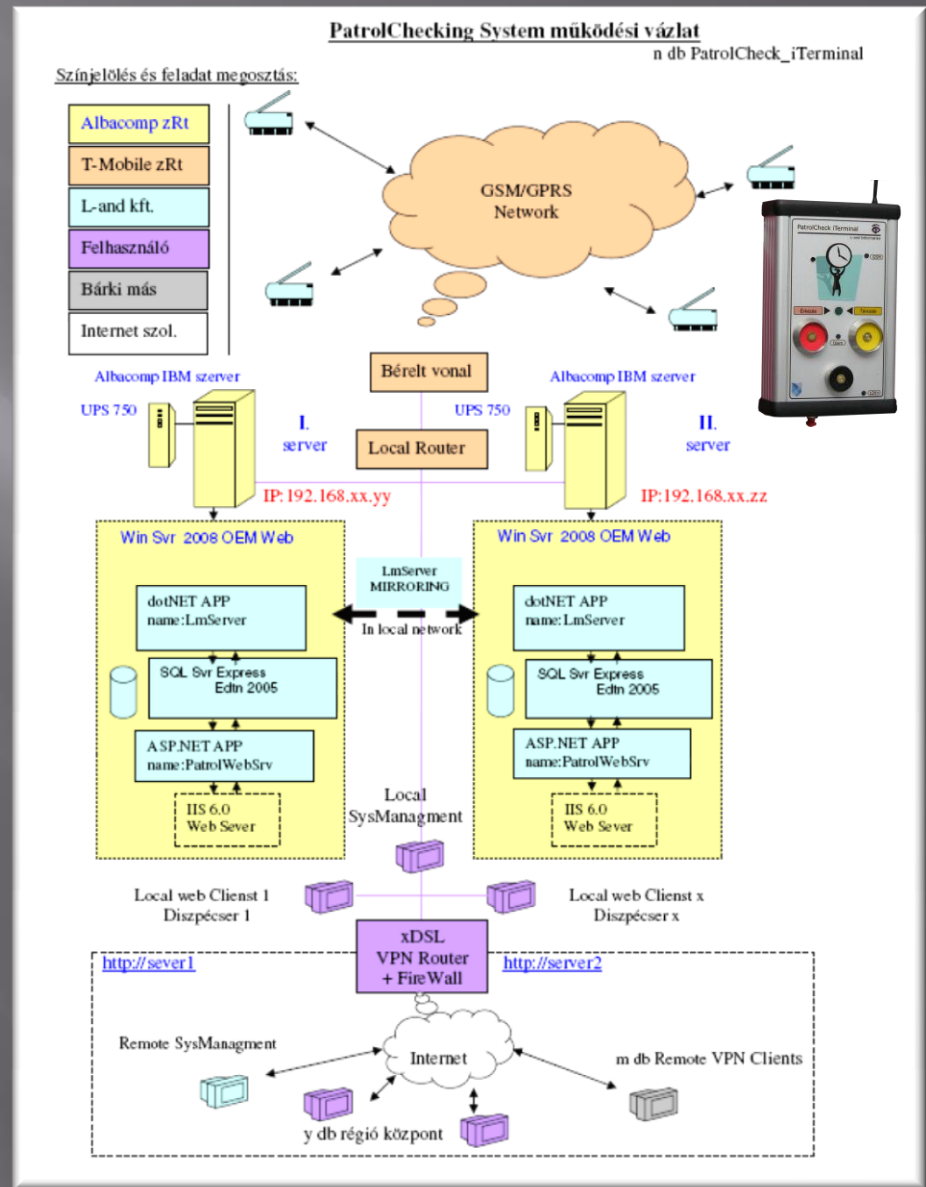 PatrolChecking System működési vázlat
n db PatrolCheck_iTerminal
Színjelölés és feladat megosztás:
Albacomp zRt
T-Mobile zRt
L-and kft.
Felhasználó
Bárki más
Internet szol.
GSM/GPRS
Network
PatrolCheck iTerminal
Bérelt vonal
Local Router
Albacomp IBM szerver
UPS 750
I.
server
IP:192.168.xx.yy
Albacomp IBM szerver
UPS 750
II.
server
IP:192.168.xx.zz
Win Svr 2008 OEM Web
dotNET APP
name:LmServer
SQL Svr Express
Edtn 2005
ASP.NET APP
name:PatrolWebSrv
IIS 6.0
Web Sever
LmServer
MIRRORING
In local network
Win Svr 2008 OEM Web
dotNET APP
name:LmServer
SQL Svr Express
Edtn 2005
ASP.NET APP
name:PatrolWebSrv
IIS 6.0
Web Sever
Local
SysManagment
Local web Clienst 1
Diszpécser 1
Local web Clienst x
Diszpécser x
xDSL
VPN Router
+ FireWall
http://sever1
http://server2
Remote SysManagment
Internet
m db Remote VPN Clients
y db régió központ